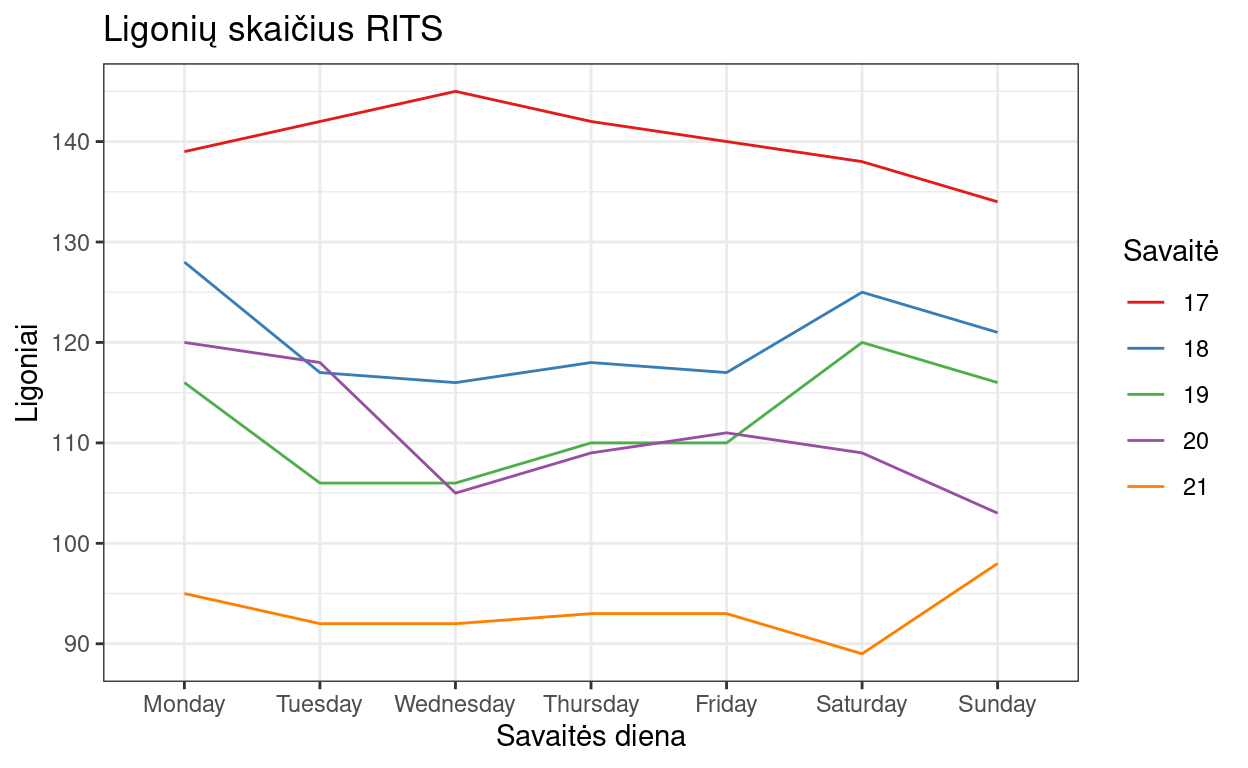 Ligonių skaičius RITS
Ligoniai
140
130
120
110
100
90
Monday Tuesday Wednesday Thursday Friday Saturday Sunday
Savaitės diena
Savaitė
17
18
19
20
21